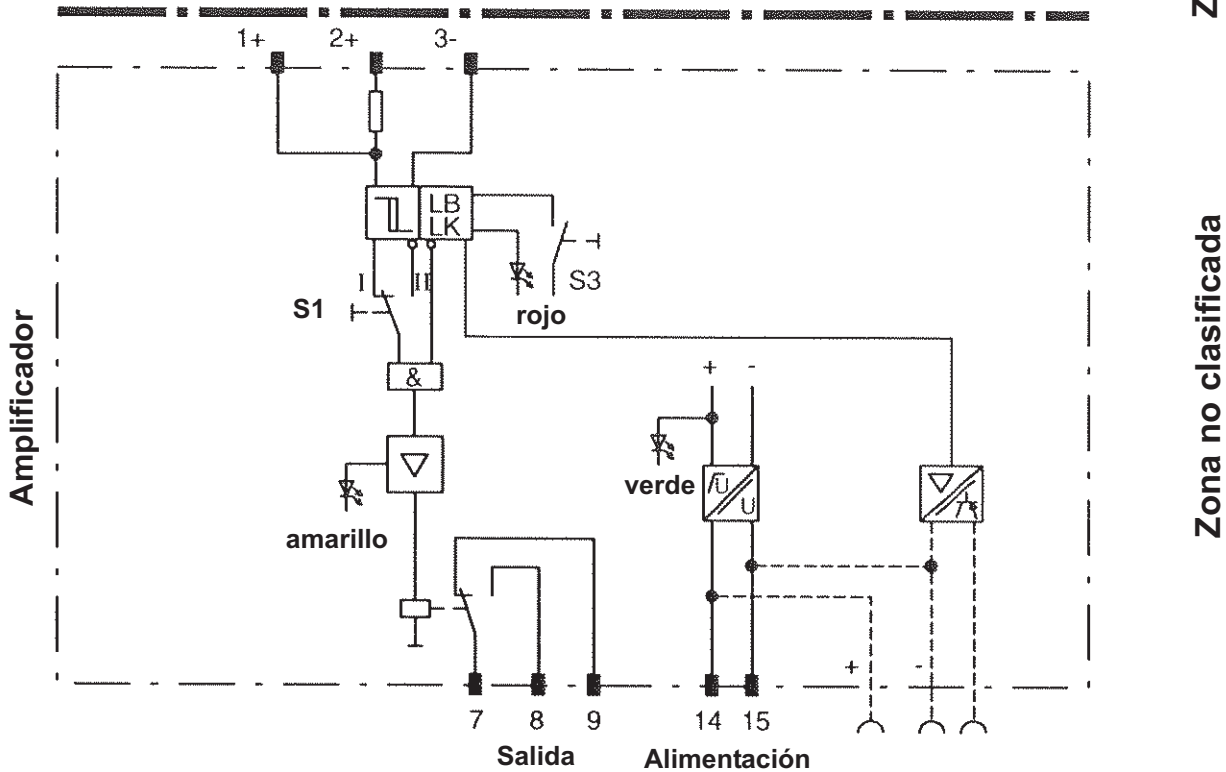 1+ 2+ 3-
LB
LK
I II
S3
S1
rojo
&
+ -
verde
U
U
amarillo
+ -
7 8 9 14 15
Salida Alimentación
Amplificador
Zona no clasificada
Z